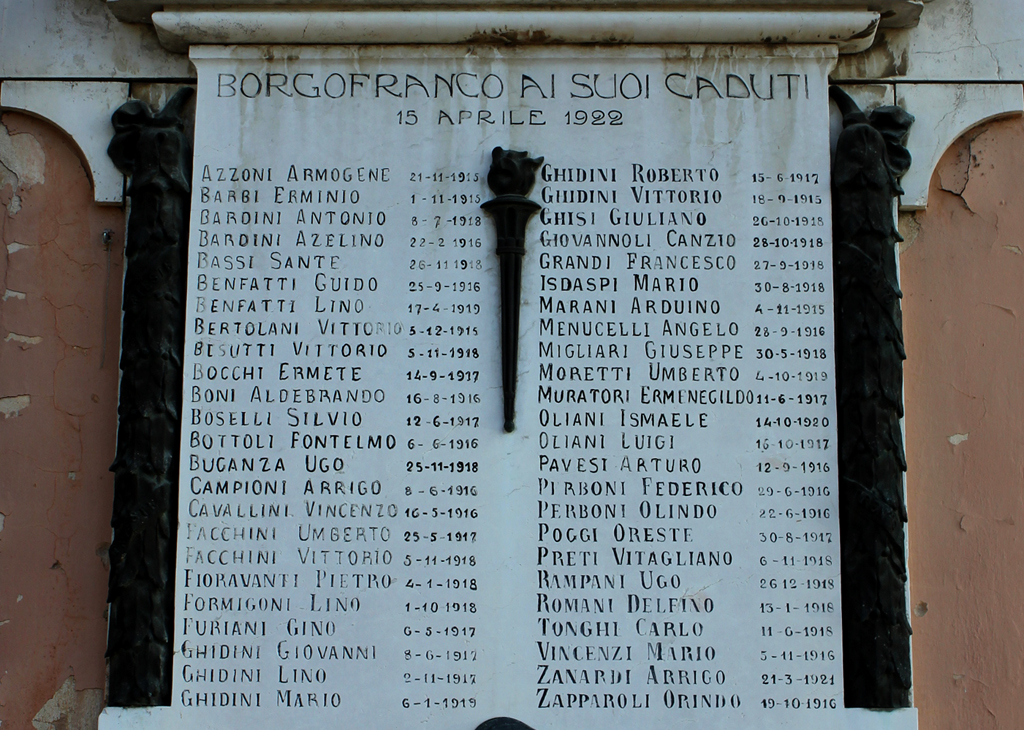 BORGOFRANCO AI SUOI CADUTI
15 APRILE 1922
AZZONI ARMOGENE 21-11-1915
BARBI ERMINIO 1-11-1915
BARDINI ANTONIO 8-7-1918
BARDINI AZELINO 22-2 1916
BASSI SANTE 26-11 1918
BENFATTI GUIDO 25-9-1916
BENFATTI LINO 17-4-1919
BERTOLANI VITTORIO 5-12-1915
BESUTTI VITTORIO 5-11-1918
BOCCHI ERMETE 14-9-1917
BONI ALDEBRANDO 16-8-1916
BOSELLI SILVIO 12-6-1917
BOTTOLI FONTELMO 6-6-1916
BUGANZA UGO 25-11-1918
CAMPIONI ARRIGO 8-6-1916
CAVALLINI VINCENZO 16-5-1916
FACCHINI UMBERTO 25-5-1917
FACCHINI VITTORIO 5-11-1918
FIORAVANTI PIETRO 4-1-1918
FORMIGONI LINO 1-10-1918
FURIANI GINO 6-5-1917
GHIDINI GIOVANNI 8-6-1917
GHIDINI LINO 2-11-1917
GHIDINI MARIO 6-1-1919
GHIDINI ROBERTO 15-6-1917
GHIDINI VITTORIO 18-9-1915
GHISI GIULIANO 26-10-1918
GIOVANNOLI CANZIO 28-10-1918
GRANDI FRANCESCO 27-9-1918
ISDASPI MARIO 30-8-1918
MARANI ARDUINO 4-11-1915
MENUCELLI ANGELO 28-9-1916
MIGLIARI GIUSEPPE 30-5-1918
MORETTI UMBERTO 4-10-1919
MURATORI ERMENEGILDO 11-6-1917
OLIANI ISMAELE 14-10-1920
OLIANI LUIGI 16-10-1917
PAVESI ARTURO 12-9-1916
PERBONI FEDERICO 29-6-1916
PERBONI OLINDO 22-6-1916
POGGI ORESTE 30-8-1917
PRETI VITAGLIANO 6-11-1918
RAMPANI UGO 26 12-1918
ROMANI DELFINO 13-1-1918
TONGHI CARLO 11-6-1918
VINCENZI MARIO 3-11-1916
ZANARDI ARRIGO 21-3-1921
ZAPPAROLI ORINDO 19-10-1916